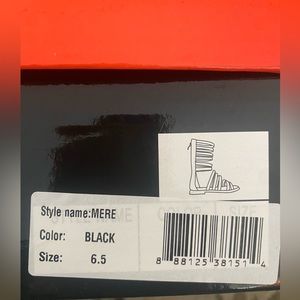 Style name:MERE
Color: BLACK
Size: 6.5
8 88125 38151 4